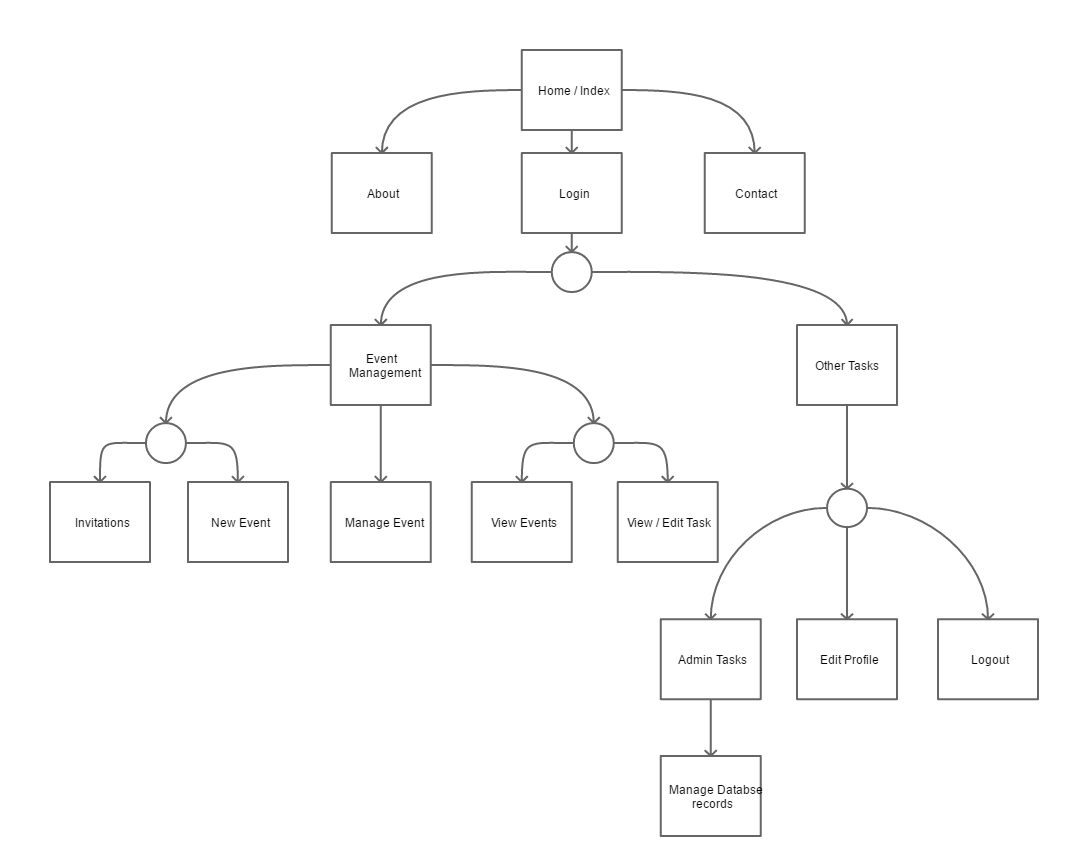 Home / Index
About
Login
Contact
Event
Management
Other Tasks
Invitations
New Event
Manage Event
View Events
View / Edit Task
Admin Tasks
Edit Profile
Logout
Manage Databse
records